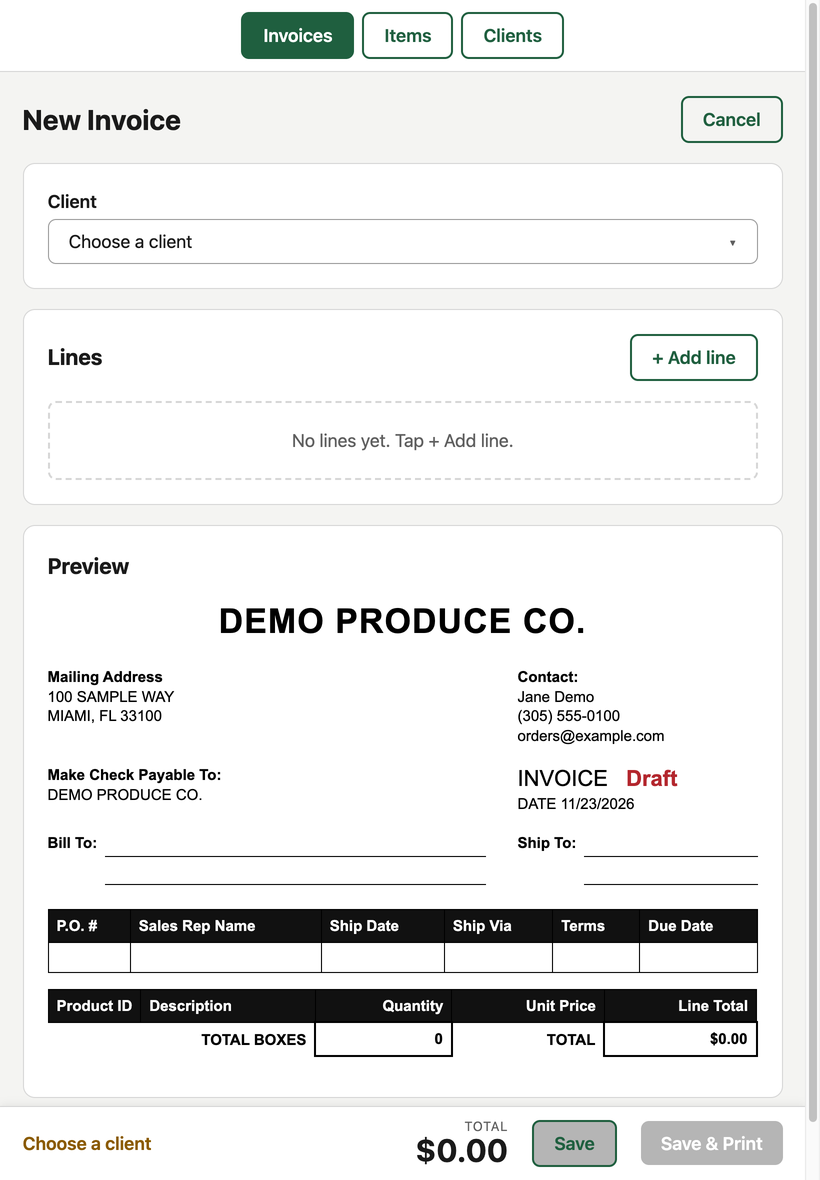 Invoices Items Clients
New Invoice Cancel
Client
Choose a client ▾
Lines + Add line
No lines yet. Tap + Add line.
Preview
DEMO PRODUCE CO.
Mailing Address
100 SAMPLE WAY
MIAMI, FL 33100
Contact:
Jane Demo
(305) 555-0100
orders@example.com
Make Check Payable To:
DEMO PRODUCE CO.
INVOICE Draft
DATE 11/23/2026
Bill To: Ship To:
P.O. # Sales Rep Name Ship Date Ship Via Terms Due Date
Product ID Description Quantity Unit Price Line Total
TOTAL BOXES 0 TOTAL $0.00
Choose a client
TOTAL
$0.00
Save Save & Print